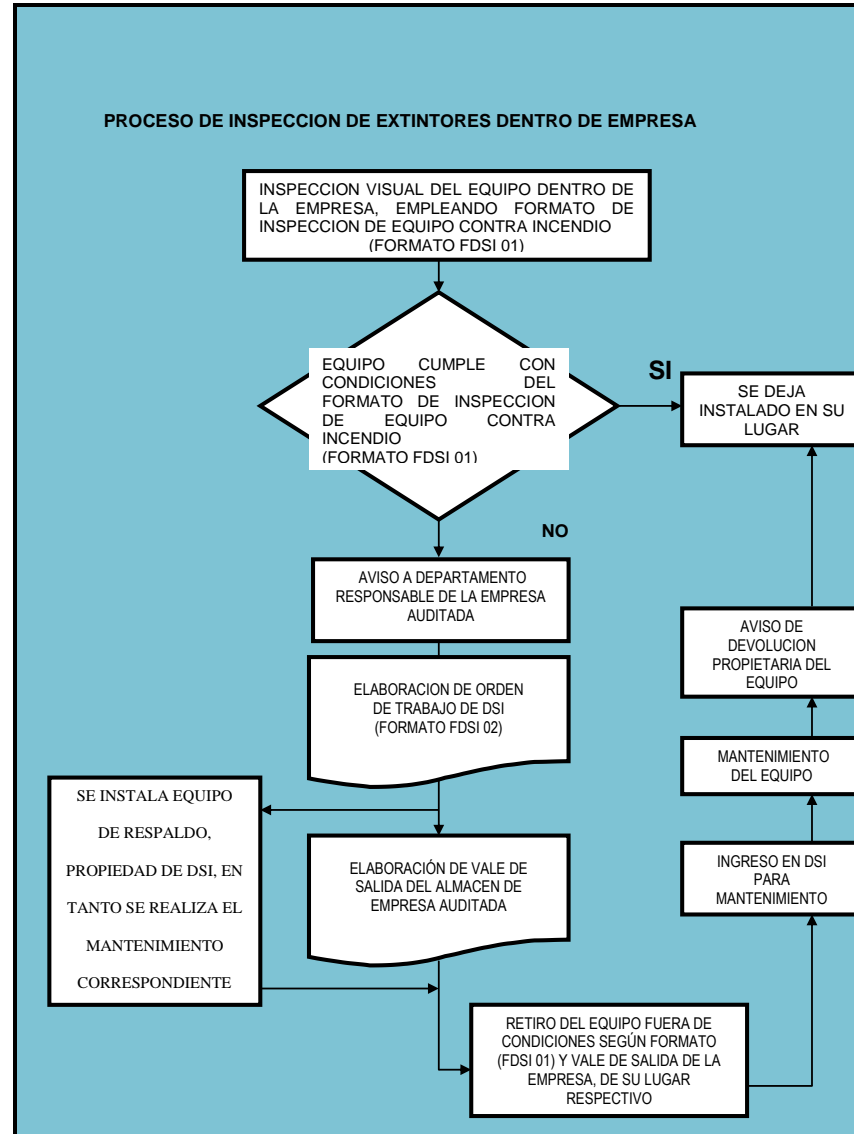 PROCESO DE INSPECCION DE EXTINTORES DENTRO DE EMPRESA
INSPECCION VISUAL DEL EQUIPO DENTRO DE
LA EMPRESA, EMPLEANDO FORMATO DE
INSPECCION DE EQUIPO CONTRA INCENDIO
(FORMATO FDSI 01)
EQUIPO CUMPLE CON
CONDICIONES DEL
FORMATO DE INSPECCION
DE EQUIPO CONTRA
INCENDIO
(FORMATO FDSI 01)
SI
SE DEJA
INSTALADO EN SU
LUGAR
NO
AVISO A DEPARTAMENTO
RESPONSABLE DE LA EMPRESA
AUDITADA
ELABORACION DE ORDEN
DE TRABAJO DE DSI
(FORMATO FDSI 02)
SE INSTALA EQUIPO
DE RESPALDO,
PROPIEDAD DE DSI, EN
TANTO SE REALIZA EL
MANTENIMIENTO
CORRESPONDIENTE
ELABORACIÓN DE VALE DE
SALIDA DEL ALMACEN DE
EMPRESA AUDITADA
RETIRO DEL EQUIPO FUERA DE
CONDICIONES SEGÚN FORMATO
(FDSI 01) Y VALE DE SALIDA DE LA
EMPRESA, DE SU LUGAR
RESPECTIVO
INGRESO EN DSI
PARA
MANTENIMIENTO
MANTENIMIENTO
DEL EQUIPO
AVISO DE
DEVOLUCION
PROPIETARIA DEL
EQUIPO